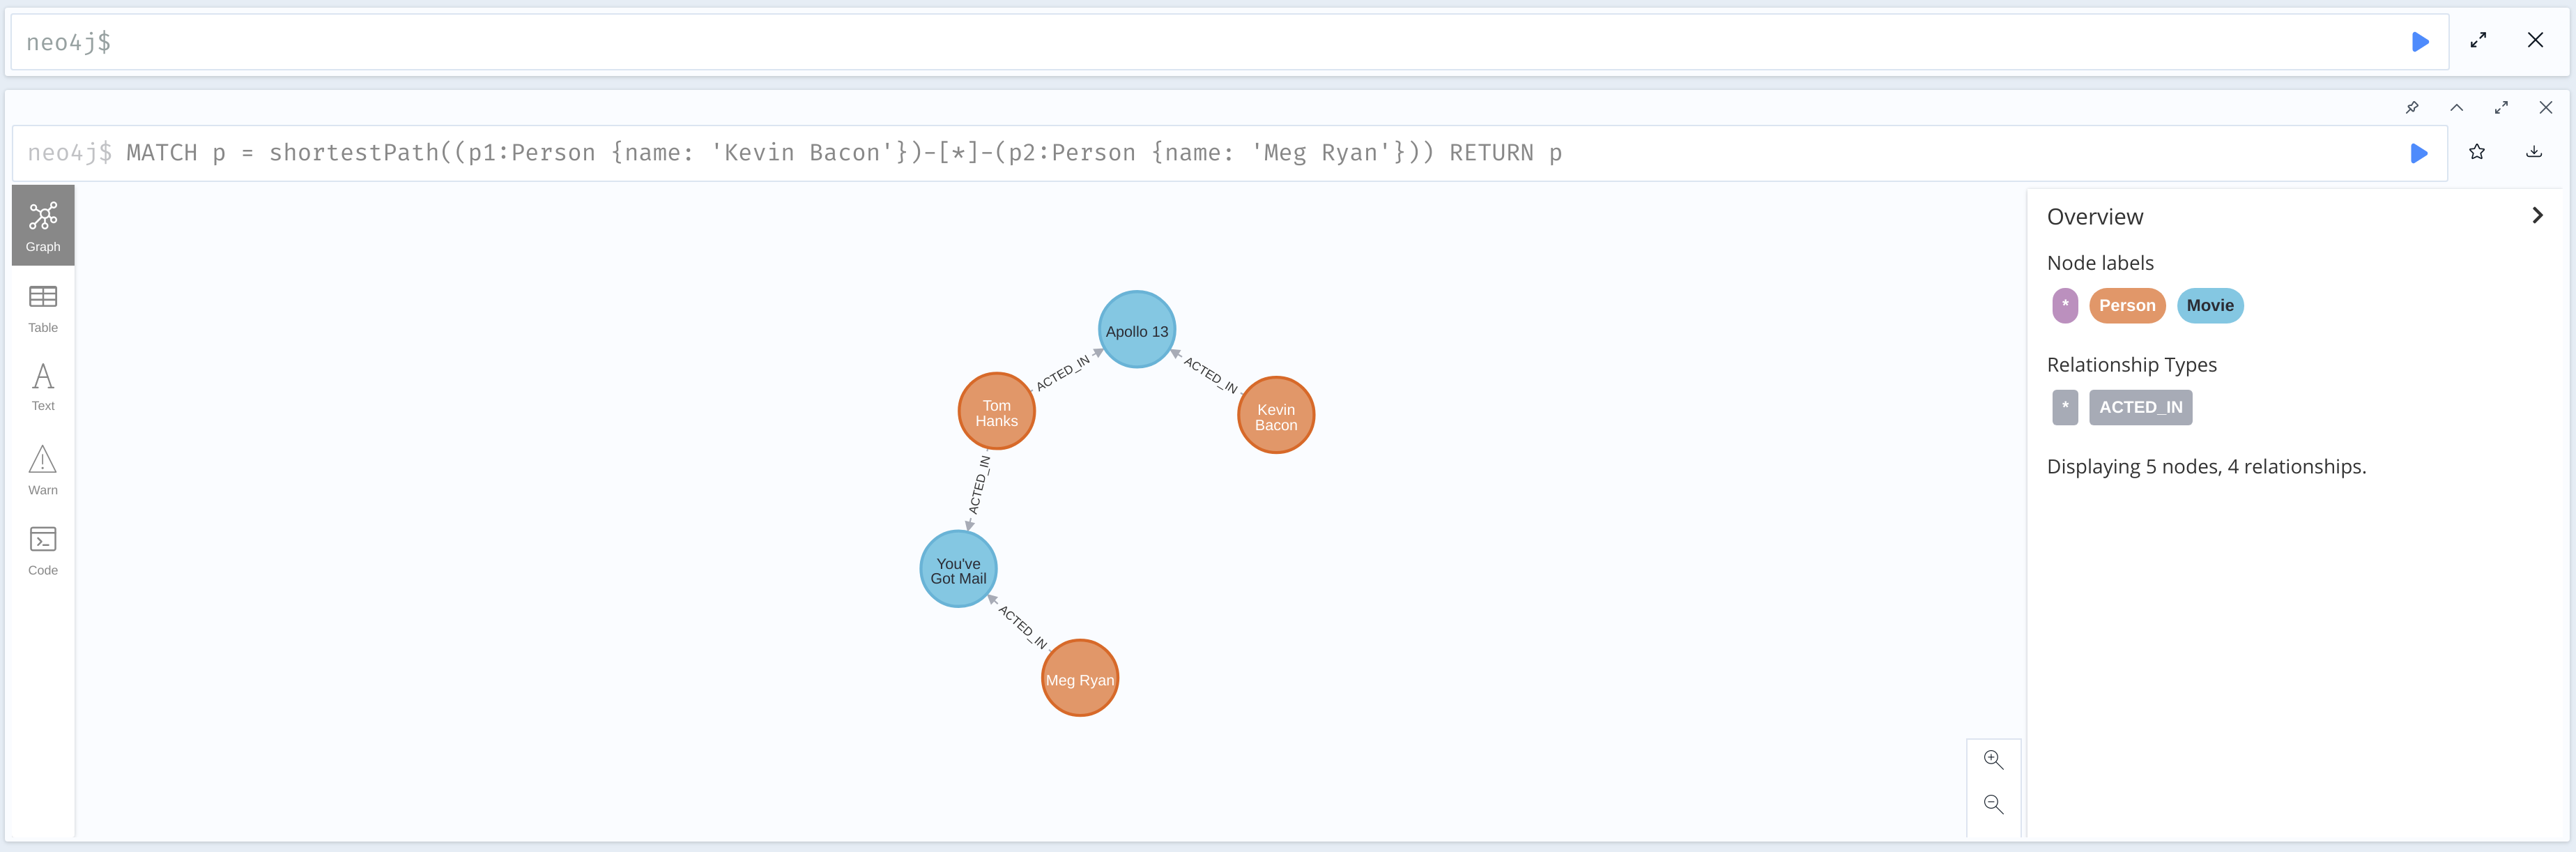 neo4j$
neo4j$ MATCH p = shortestPath((p1:Person {name: 'Kevin Bacon'})-[*]-(p2:Person {name: 'Meg Ryan'})) RETURN p
Graph
Table
Text
Warn
Code
Apollo 13
ACTED_IN
ACTED_IN
Tom
Hanks
Kevin
Bacon
ACTED_IN
You've
Got Mail
ACTED_IN
Meg Ryan
Overview
Node labels
* Person Movie
Relationship Types
* ACTED_IN
Displaying 5 nodes, 4 relationships.